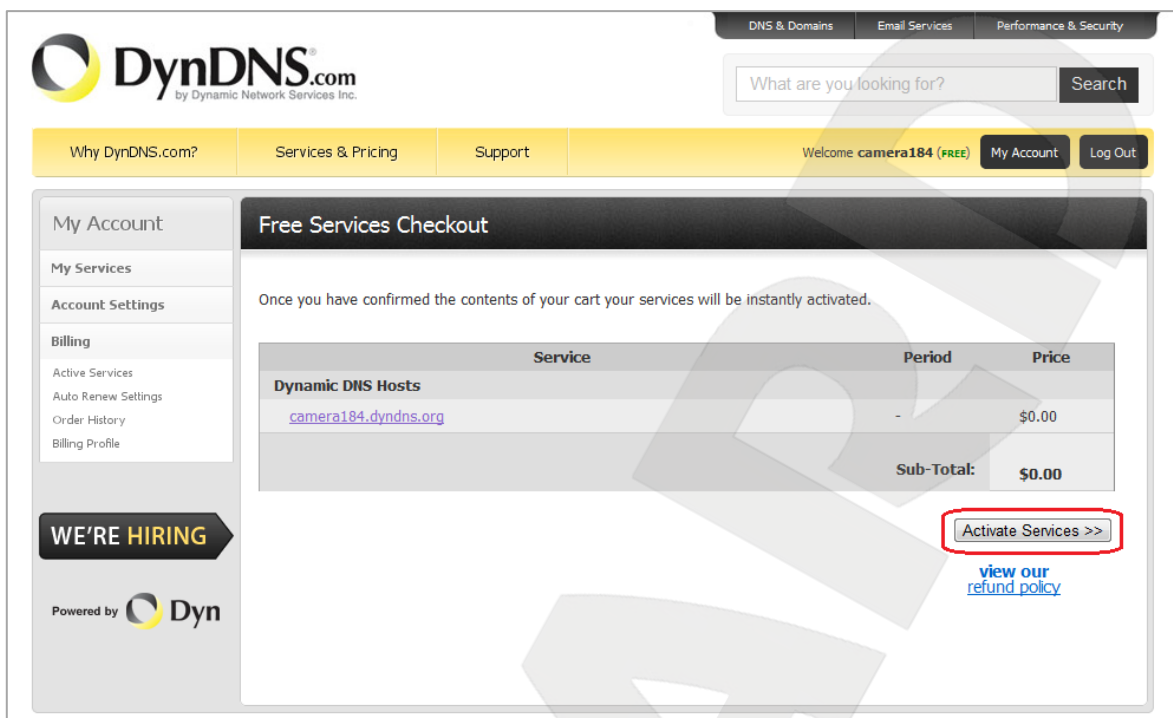 DNS & Domains Email Services Performance & Security
DynDNS.com
by Dynamic Network Services Inc.
What are you looking for? Search
Why DynDNS.com? Services & Pricing Support Welcome camera184 (FREE) My Account Log Out
My Account
My Services
Account Settings
Billing
Active Services
Auto Renew Settings
Order History
Billing Profile
WE'RE HIRING
Powered by Dyn
Free Services Checkout
Once you have confirmed the contents of your cart your services will be instantly activated.
Service Period Price
Dynamic DNS Hosts
camera184.dyndns.org - $0.00
Sub-Total: $0.00
Activate Services >>
view our
refund policy